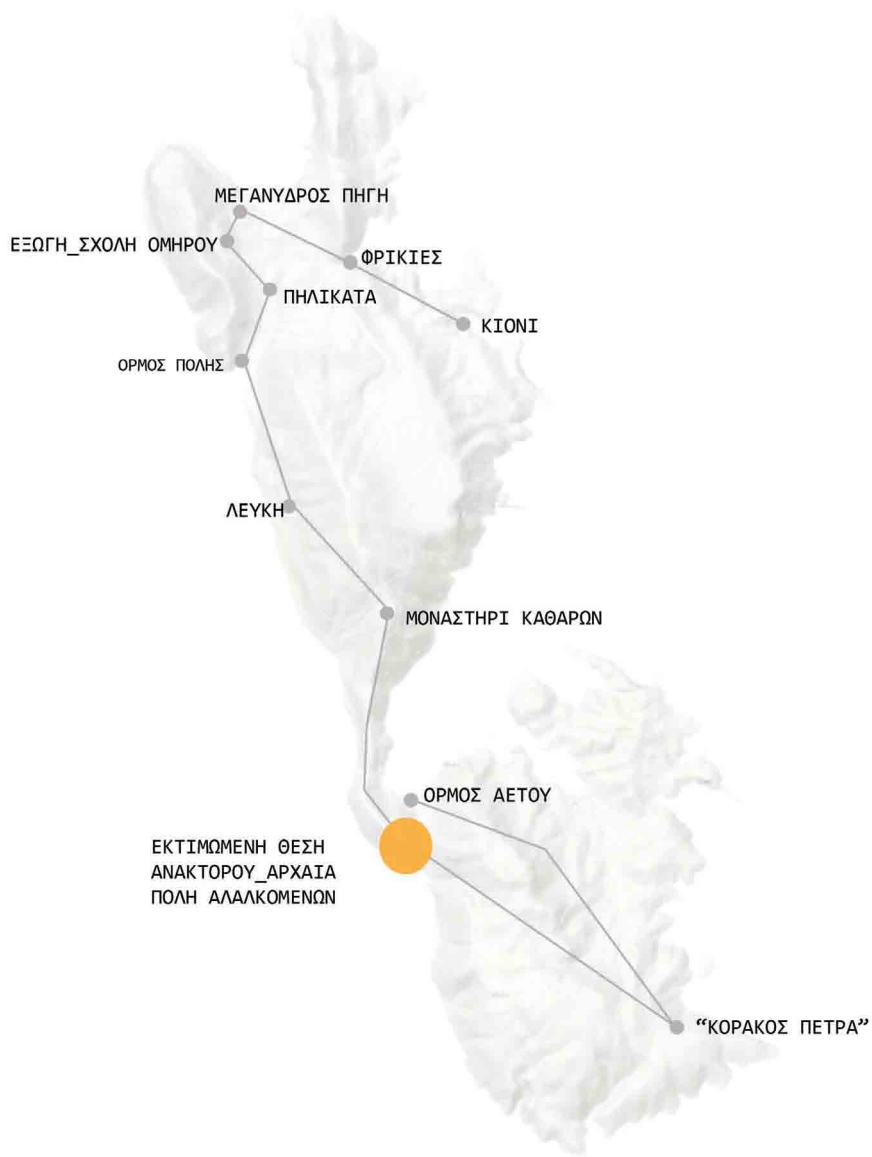 ΜΕΓΑΝΥΔΡΟΣ ΠΗΓΗ
ΕΞΩΓΗ_ΣΧΟΛΗ ΟΜΗΡΟΥ
ΦΡΙΚΙΕΣ
ΠΗΛΙΚΑΤΑ
ΚΙΟΝΙ
ΟΡΜΟΣ ΠΟΛΗΣ
ΛΕΥΚΗ
ΜΟΝΑΣΤΗΡΙ ΚΑΘΑΡΩΝ
ΟΡΜΟΣ ΑΕΤΟΥ
ΕΚΤΙΜΩΜΕΝΗ ΘΕΣΗ
ΑΝΑΚΤΟΡΟΥ_ΑΡΧΑΙΑ
ΠΟΛΗ ΑΛΑΛΚΟΜΕΝΩΝ
“ΚΟΡΑΚΟΣ ΠΕΤΡΑ”